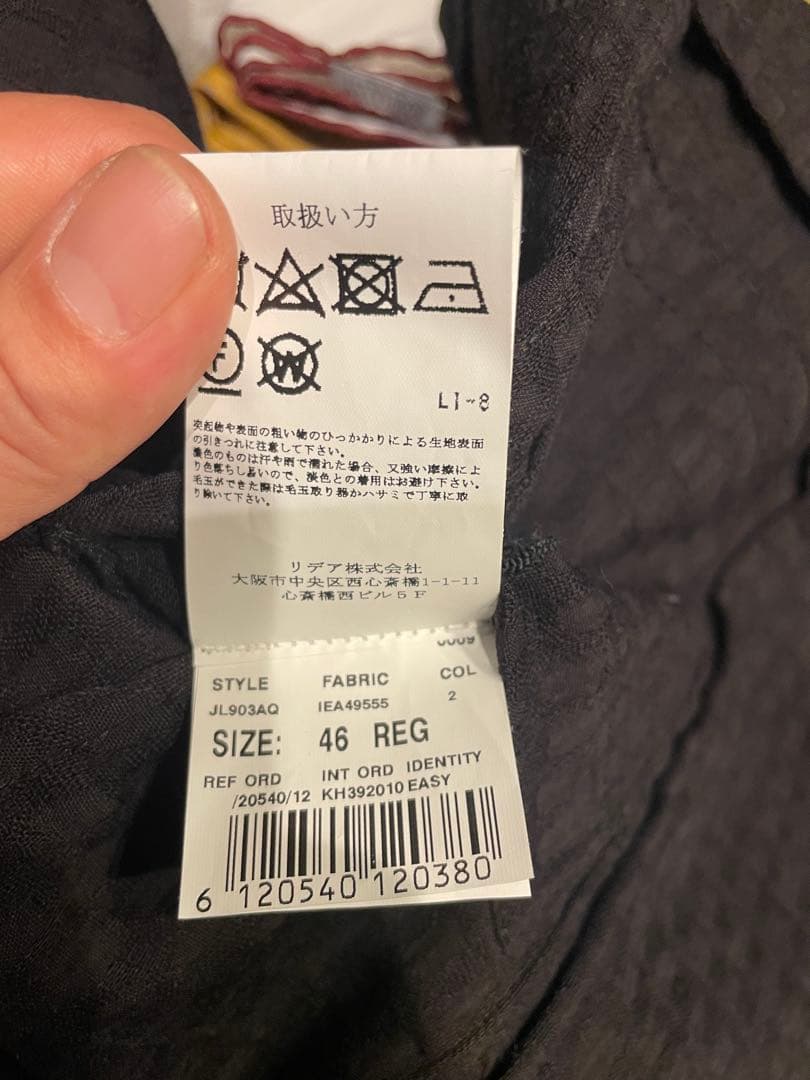 取扱い方
F
W
LI-8
突起物や表面の粗い物のひっかかりによる生地表面
の引きつれに注意して下さい。
濃色のものは汗や雨で濡れた場合、又強い摩擦によ
り色落ちし易いので、淡色との着用はお避け下さい。
毛玉ができた際は毛玉取り器かハサミで丁寧に取
り除いて下さい。
リデア株式会社
大阪市中央区西心斎橋1-1-11
心斎橋西ビル5F
0009
STYLE FABRIC COL
JL903AQ IEA49555 2
SIZE: 46 REG
REF ORD INT ORD IDENTITY
/20540/12 KH392010 EASY
6 120540 120380